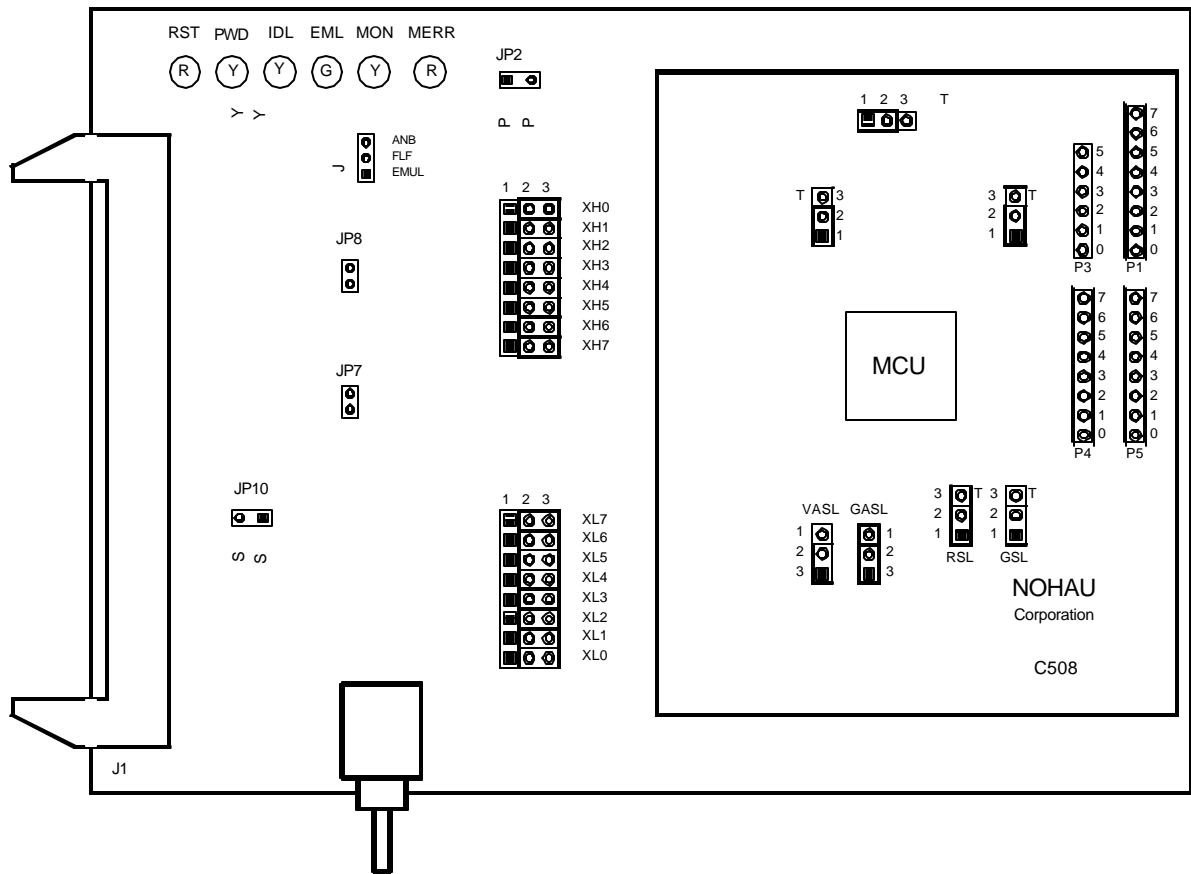 RST PWD IDL EML MON MERR
R Y Y G Y R
Y Y
JP2
P P
J
ANB
FLF
EMUL
JP8
JP7
JP10
S S
J1
1 2 3
XH0
XH1
XH2
XH3
XH4
XH5
XH6
XH7
1 2 3
XL7
XL6
XL5
XL4
XL3
XL2
XL1
XL0
1 2 3 T
T 3
2
1
3 T
2
1
5
4
3
2
1
0
P3
7
6
5
4
3
2
1
0
P1
MCU
7
6
5
4
3
2
1
0
P4
7
6
5
4
3
2
1
0
P5
VASL GASL
1
2
3
1
2
3
3 T
2
1
RSL
3 T
2
1
GSL
NOHAU
Corporation
C508